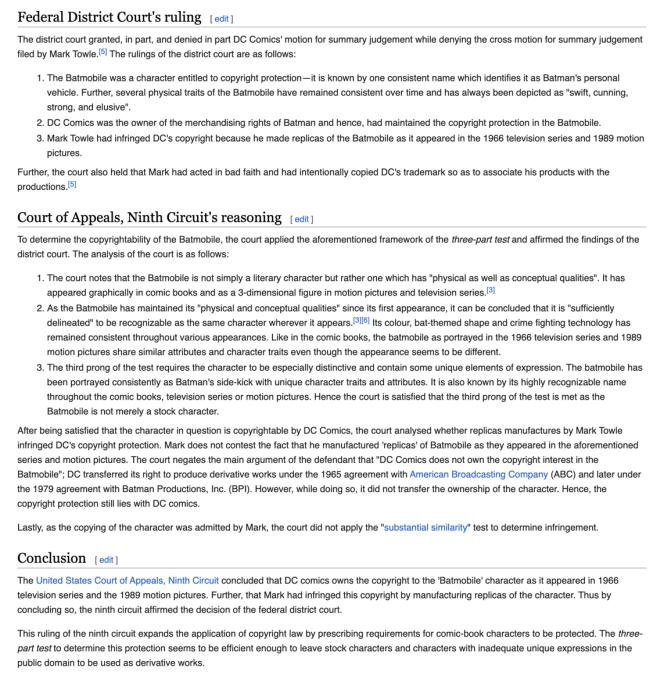 Federal District Court's ruling [ edit ]
The district court granted, in part, and denied in part DC Comics' motion for summary judgement while denying the cross motion for summary judgement
filed by Mark Towle.[5] The rulings of the district court are as follows:
1. The Batmobile was a character entitled to copyright protection—it is known by one consistent name which identifies it as Batman's personal
vehicle. Further, several physical traits of the Batmobile have remained consistent over time and has always been depicted as "swift, cunning,
strong, and elusive".
2. DC Comics was the owner of the merchandising rights of Batman and hence, had maintained the copyright protection in the Batmobile.
3. Mark Towle had infringed DC's copyright because he made replicas of the Batmobile as it appeared in the 1966 television series and 1989 motion
pictures.
Further, the court also held that Mark had acted in bad faith and had intentionally copied DC's trademark so as to associate his products with the
productions.[5]
Court of Appeals, Ninth Circuit's reasoning [ edit ]
To determine the copyrightability of the Batmobile, the court applied the aforementioned framework of the three-part test and affirmed the findings of the
district court. The analysis of the court is as follows:
1. The court notes that the Batmobile is not simply a literary character but rather one which has "physical as well as conceptual qualities". It has
appeared graphically in comic books and as a 3-dimensional figure in motion pictures and television series.[3]
2. As the Batmobile has maintained its "physical and conceptual qualities" since its first appearance, it can be concluded that it is "sufficiently
delineated" to be recognizable as the same character wherever it appears.[3][6] Its colour, bat-themed shape and crime fighting technology has
remained consistent throughout various appearances. Like in the comic books, the batmobile as portrayed in the 1966 television series and 1989
motion pictures share similar attributes and character traits even though the appearance seems to be different.
3. The third prong of the test requires the character to be especially distinctive and contain some unique elements of expression. The batmobile has
been portrayed consistently as Batman's side-kick with unique character traits and attributes. It is also known by its highly recognizable name
throughout the comic books, television series or motion pictures. Hence the court is satisfied that the third prong of the test is met as the
Batmobile is not merely a stock character.
After being satisfied that the character in question is copyrightable by DC Comics, the court analysed whether replicas manufactures by Mark Towle
infringed DC's copyright protection. Mark does not contest the fact that he manufactured 'replicas' of Batmobile as they appeared in the aforementioned
series and motion pictures. The court negates the main argument of the defendant that "DC Comics does not own the copyright interest in the
Batmobile"; DC transferred its right to produce derivative works under the 1965 agreement with American Broadcasting Company (ABC) and later under
the 1979 agreement with Batman Productions, Inc. (BPI). However, while doing so, it did not transfer the ownership of the character. Hence, the
copyright protection still lies with DC comics.
Lastly, as the copying of the character was admitted by Mark, the court did not apply the "substantial similarity" test to determine infringement.
Conclusion [ edit ]
The United States Court of Appeals, Ninth Circuit concluded that DC comics owns the copyright to the 'Batmobile' character as it appeared in 1966
television series and the 1989 motion pictures. Further, that Mark had infringed this copyright by manufacturing replicas of the character. Thus by
concluding so, the ninth circuit affirmed the decision of the federal district court.
This ruling of the ninth circuit expands the application of copyright law by prescribing requirements for comic-book characters to be protected. The three-
part test to determine this protection seems to be efficient enough to leave stock characters and characters with inadequate unique expressions in the
public domain to be used as derivative works.